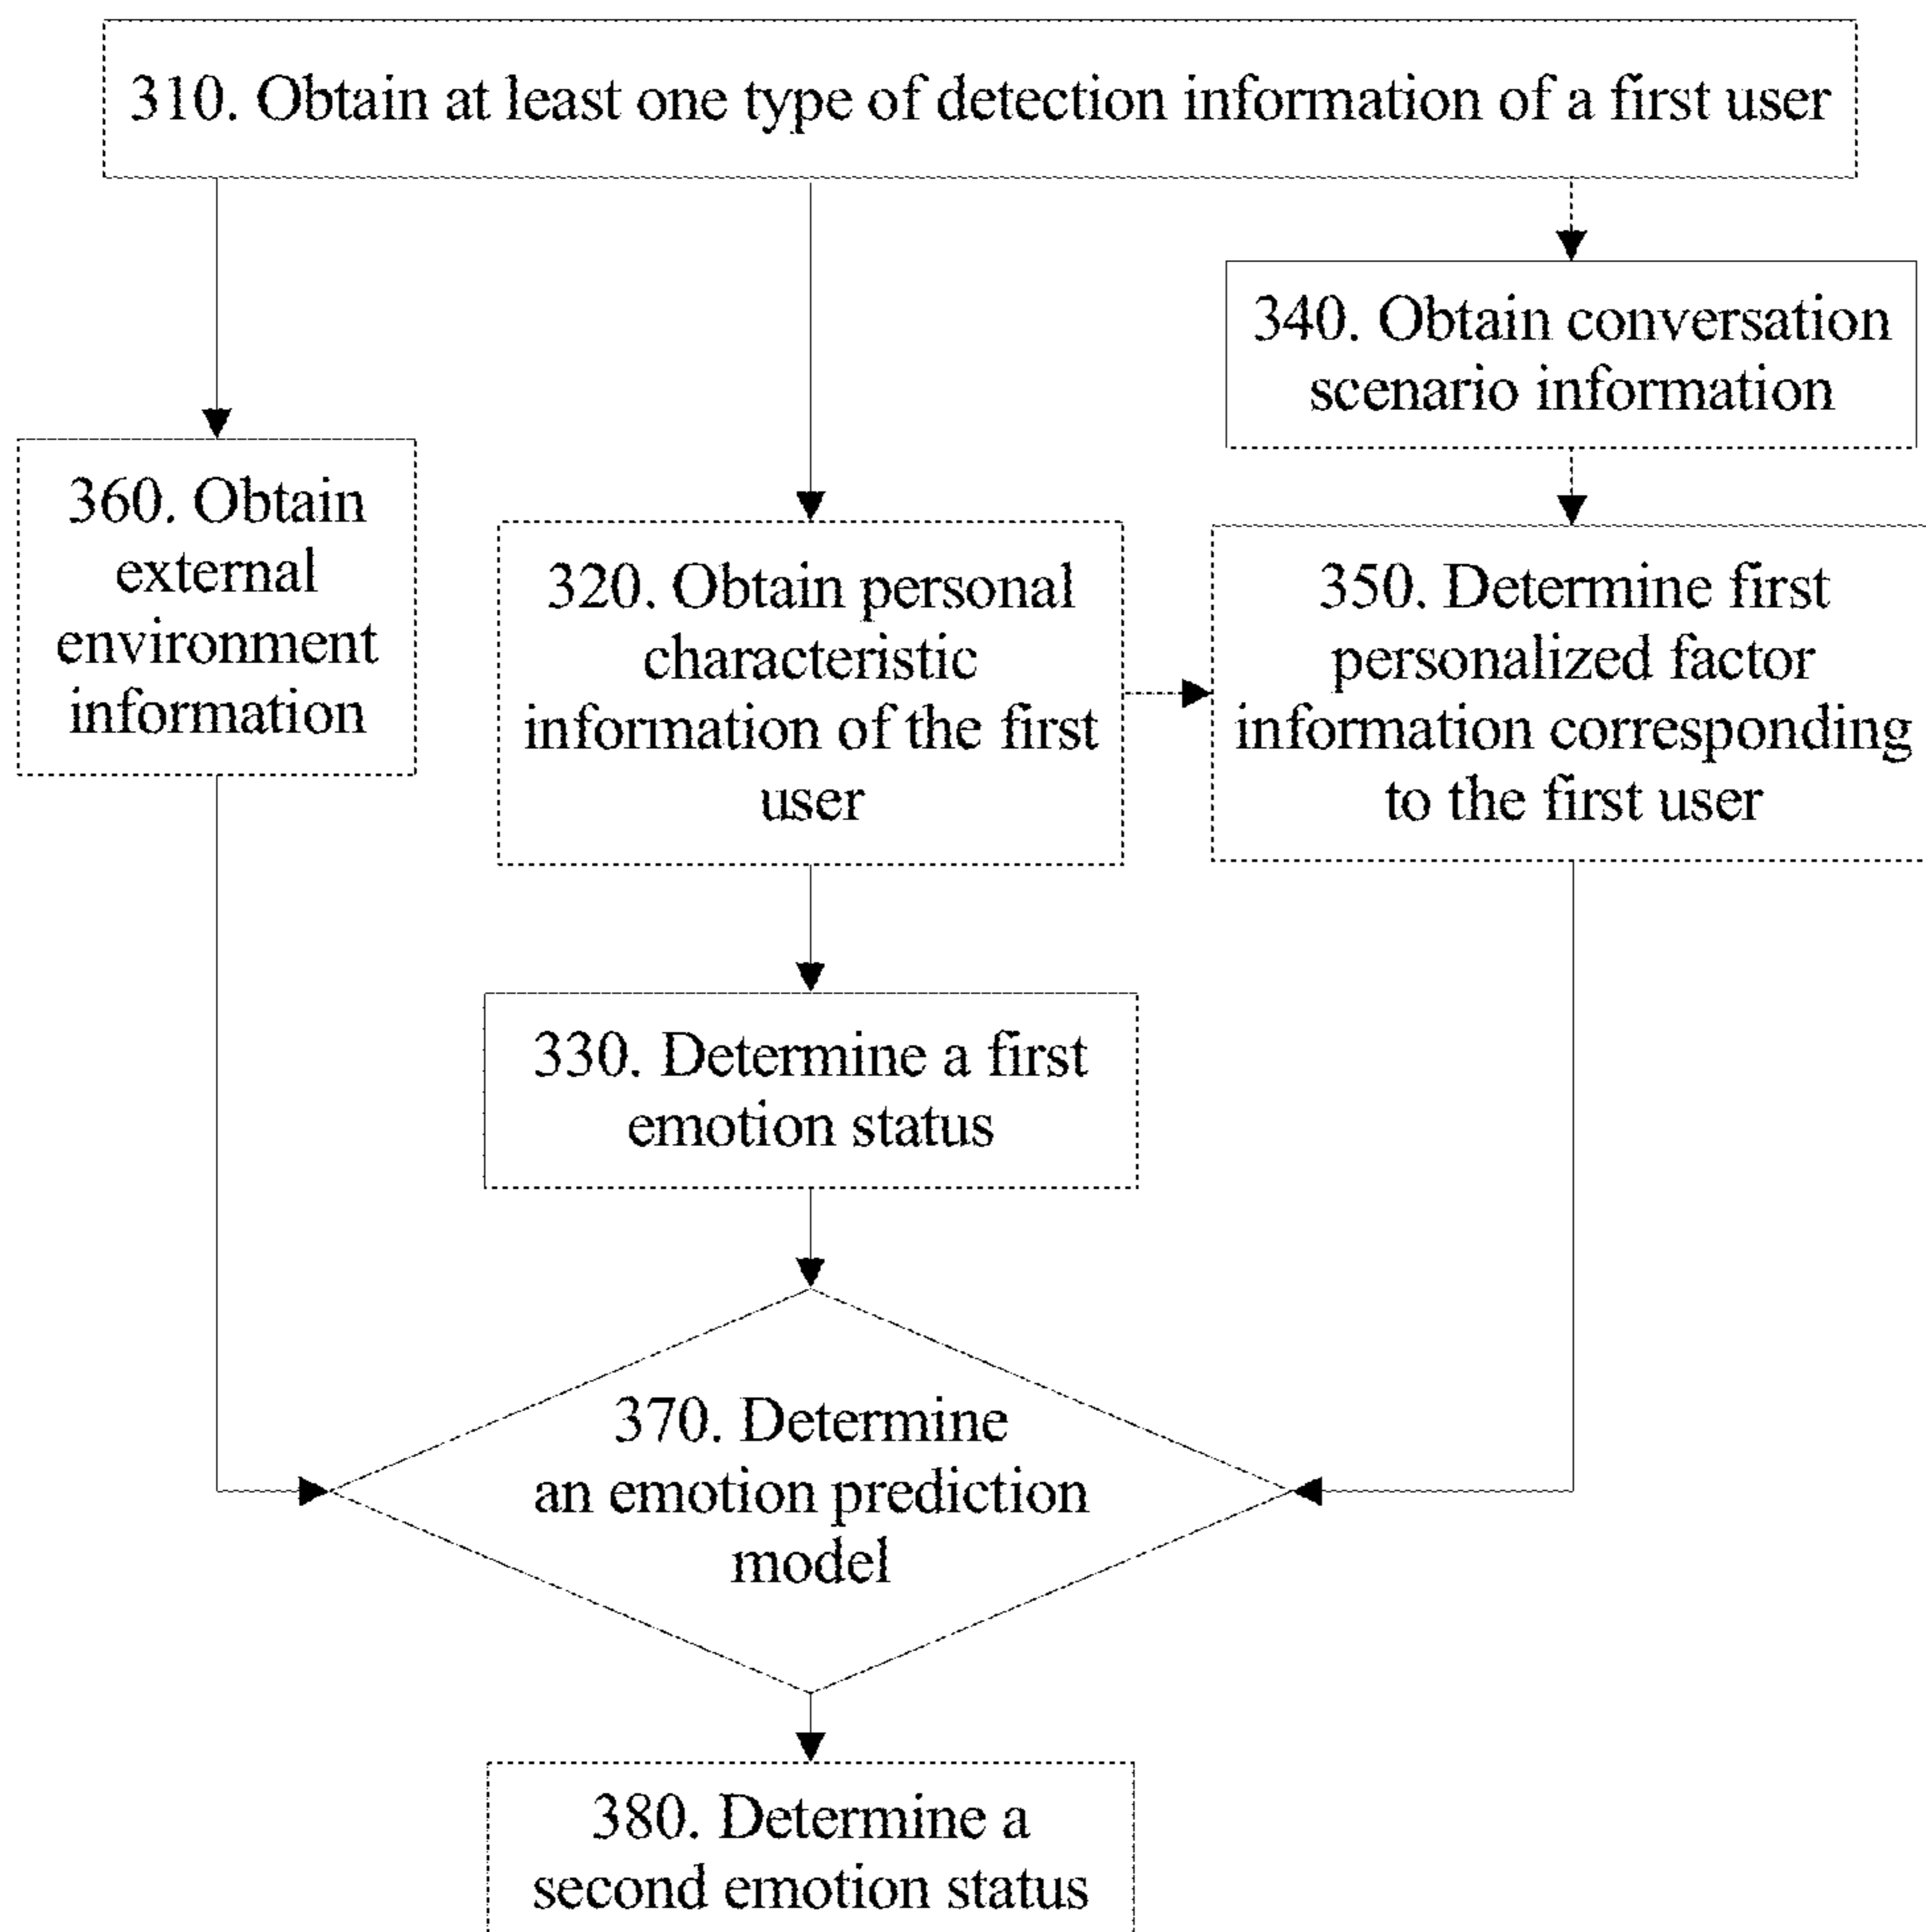 310. Obtain at least one type of detection information of a first user
340. Obtain conversation
scenario information
360. Obtain
external
environment
information
320. Obtain personal
characteristic
information of the first
user
350. Determine first
personalized factor
information corresponding
to the first user
330. Determine a first
emotion status
370. Determine
an emotion prediction
model
380. Determine a
second emotion status